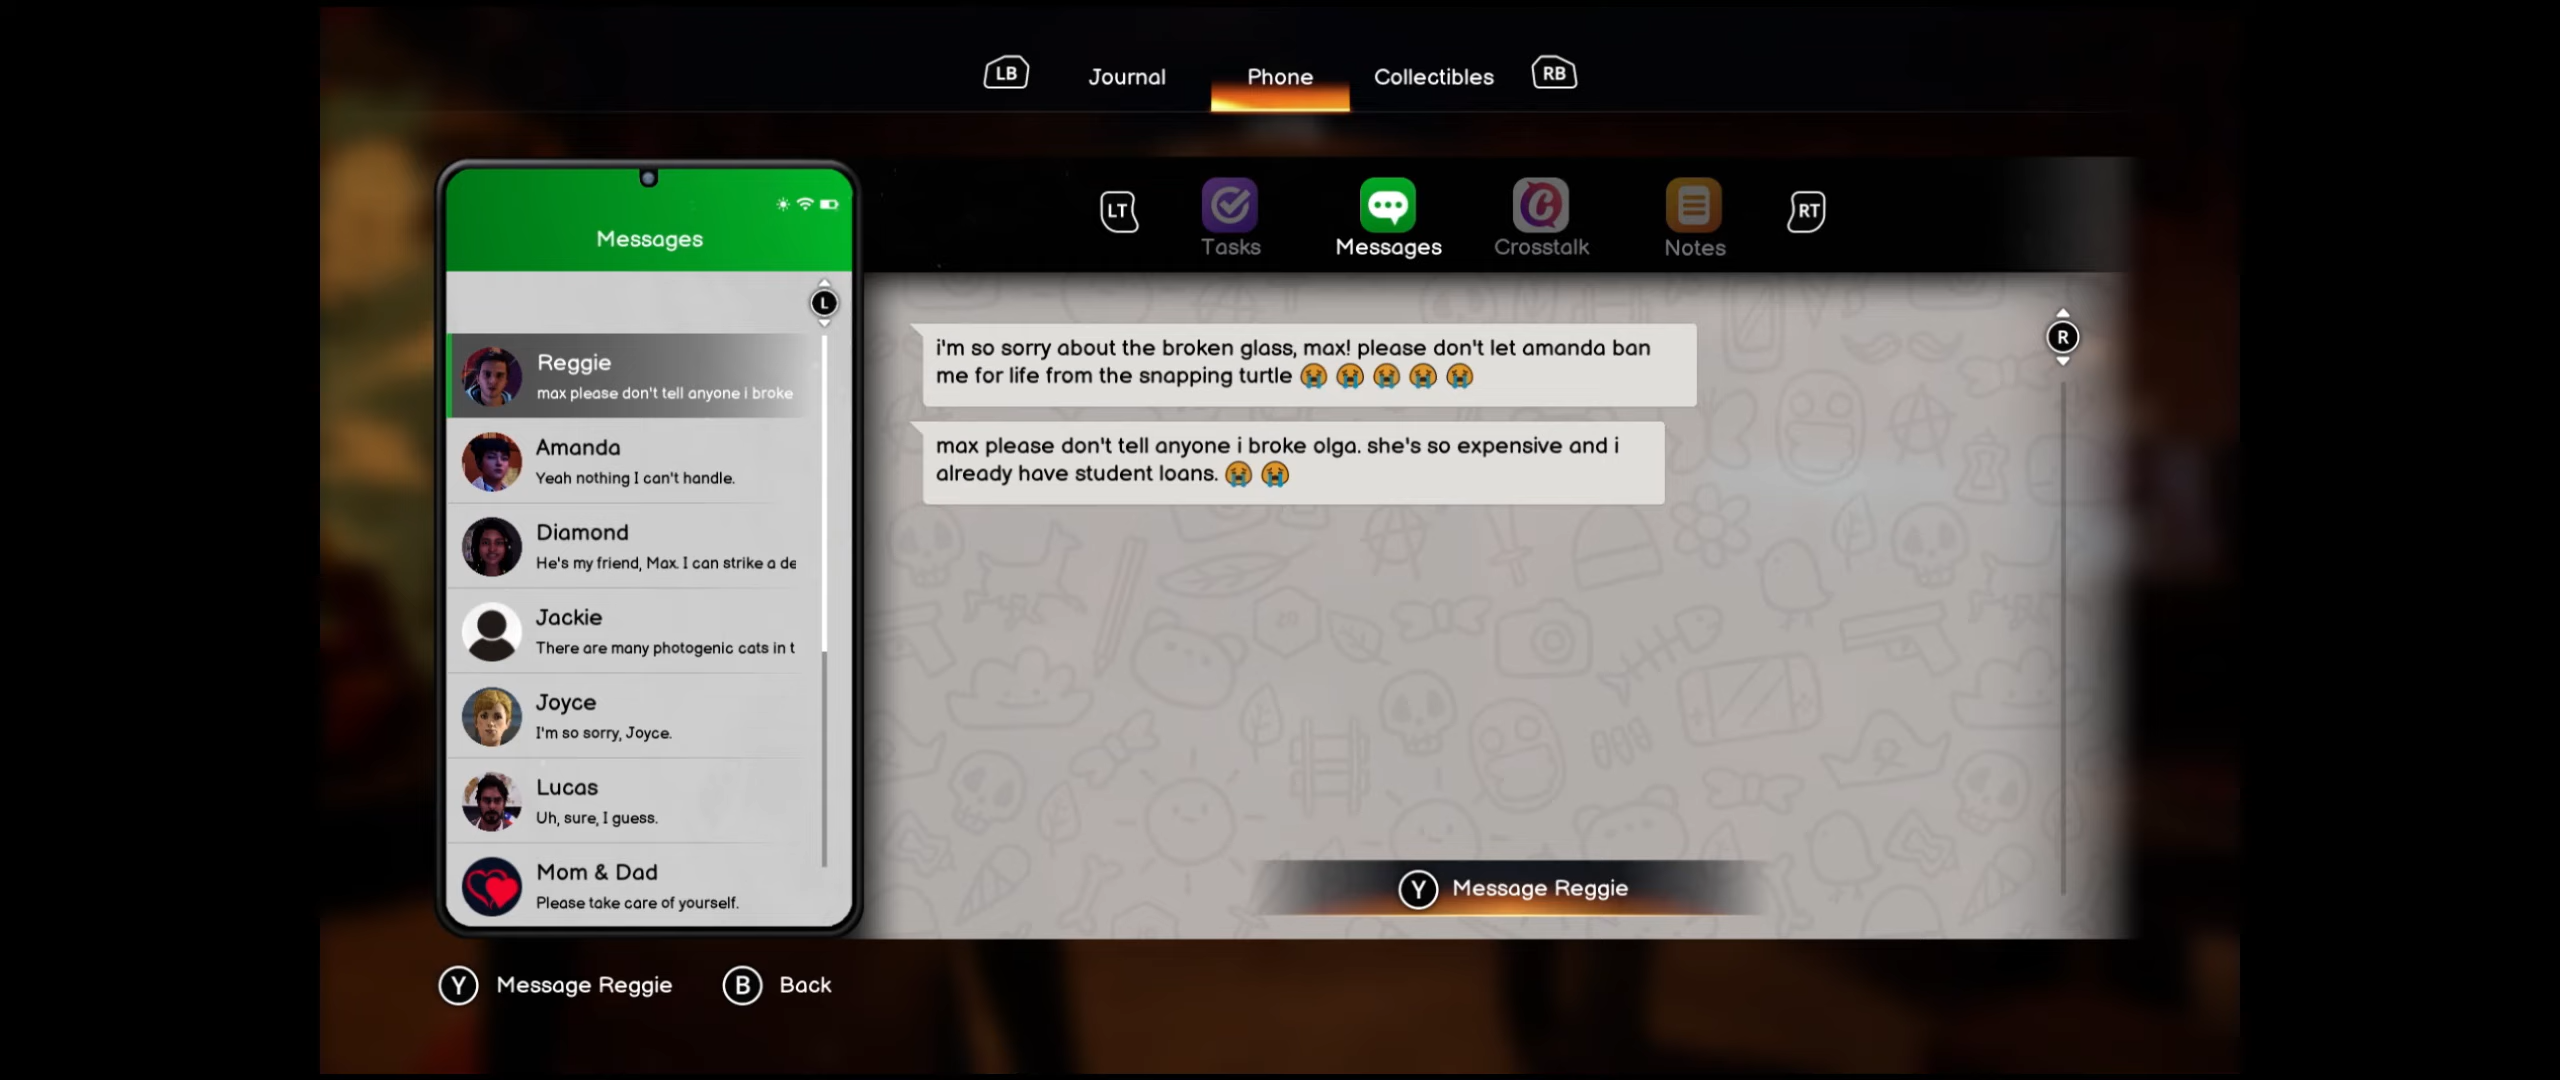 LB Journal Phone Collectibles RB
LT Tasks Messages Crosstalk Notes RT
Messages
L
Reggie
max please don't tell anyone i broke
Amanda
Yeah nothing I can't handle.
Diamond
He's my friend, Max. I can strike a de
Jackie
There are many photogenic cats in t
Joyce
I'm so sorry, Joyce.
Lucas
Uh, sure, I guess.
Mom & Dad
Please take care of yourself.
i'm so sorry about the broken glass, max! please don't let amanda ban
me for life from the snapping turtle 😭 😭 😭 😭 😭
max please don't tell anyone i broke olga. she's so expensive and i
already have student loans. 😭 😭
R
Y Message Reggie
Y Message Reggie B Back